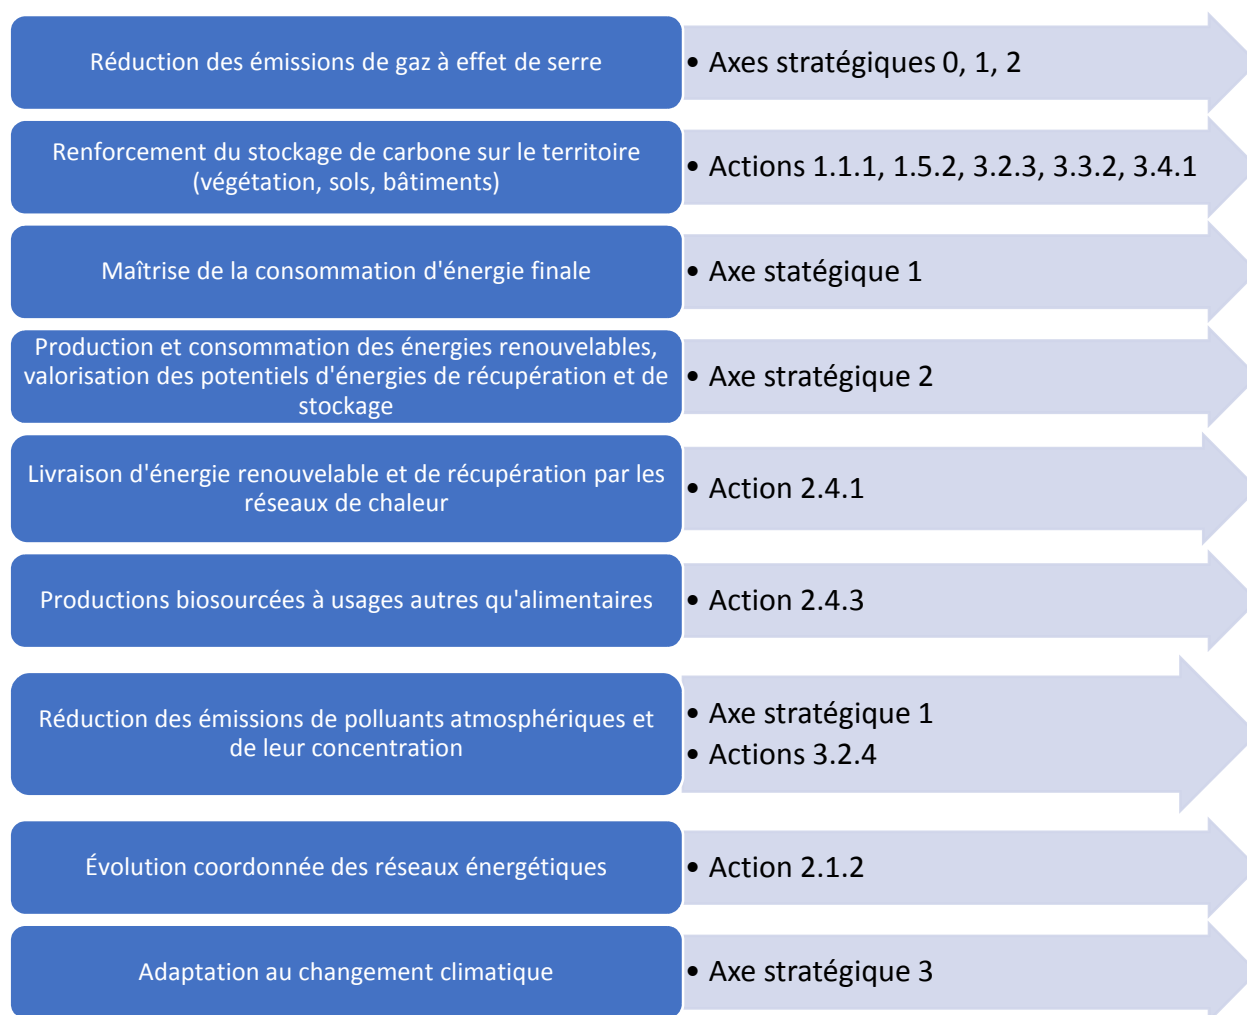 Réduction des émissions de gaz à effet de serre
• Axes stratégiques 0, 1, 2
Renforcement du stockage de carbone sur le territoire
(végétation, sols, bâtiments)
• Actions 1.1.1, 1.5.2, 3.2.3, 3.3.2, 3.4.1
Maîtrise de la consommation d'énergie finale
• Axe statégique 1
Production et consommation des énergies renouvelables,
valorisation des potentiels d'énergies de récupération et de
stockage
• Axe stratégique 2
Livraison d'énergie renouvelable et de récupération par les
réseaux de chaleur
• Action 2.4.1
Productions biosourcées à usages autres qu'alimentaires
• Action 2.4.3
Réduction des émissions de polluants atmosphériques et
de leur concentration
• Axe stratégique 1
• Actions 3.2.4
Évolution coordonnée des réseaux énergétiques
• Action 2.1.2
Adaptation au changement climatique
• Axe stratégique 3